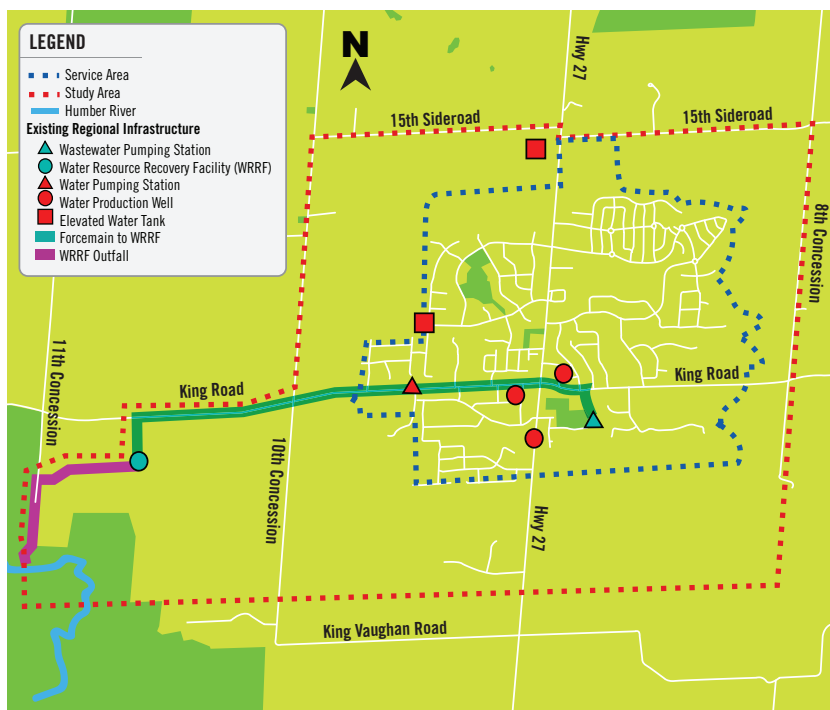 LEGEND
Service Area
Study Area
Humber River
Existing Regional Infrastructure
Wastewater Pumping Station
Water Resource Recovery Facility (WRRF)
Water Pumping Station
Water Production Well
Elevated Water Tank
Forcemain to WRRF
WRRF Outfall
N
Hwy 27
15th Sideroad
15th Sideroad
8th Concession
11th Concession
King Road
King Road
10th Concession
Hwy 27
King Vaughan Road